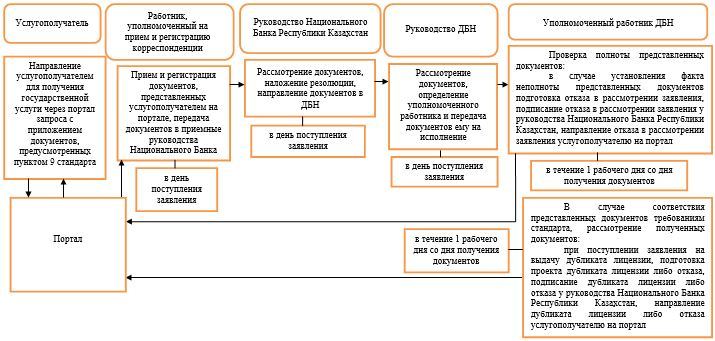 Услугополучатель
Работник,
уполномоченный на
прием и регистрацию
корреспонденции
Руководство Национального
Банка Республики Казахстан
Руководство ДБН
Уполномоченный работник ДБН
Направление
услугополучателем
для получения
государственной
услуги через портал
запроса с
приложением
документов,
предусмотренных
пунктом 9 стандарта
Прием и регистрация
документов,
представленных
услугополучателем на
портале, передача
документов в приемные
руководства
Национального Банка
Рассмотрение документов,
наложение резолюции,
направление документов в
ДБН
Рассмотрение
документов,
определение
уполномоченного
работника и передача
документов ему на
исполнение
Проверка полноты представленных
документов:
в случае установления факта
неполноты представленных документов
подготовка отказа в рассмотрении заявления,
подписание отказа в рассмотрении заявления у
руководства Национального Банка Республики
Казахстан, направление отказа в рассмотрении
заявления услугополучателю на портал
в день
поступления
заявления
в день поступления
заявления
в день поступления
заявления
в течение 1 рабочего дня со дня
получения документов
Портал
в течение 1 рабочего
дня со дня получения
документов
В случае соответствия
представленных документов требованиям
стандарта, рассмотрение полученных
документов:
при поступлении заявления на
выдачу дубликата лицензии, подготовка
проекта дубликата лицензии либо отказа,
подписание дубликата лицензии либо
отказа у руководства Национального Банка
Республики Казахстан, направление
дубликата лицензии либо отказа
услугополучателю на портал